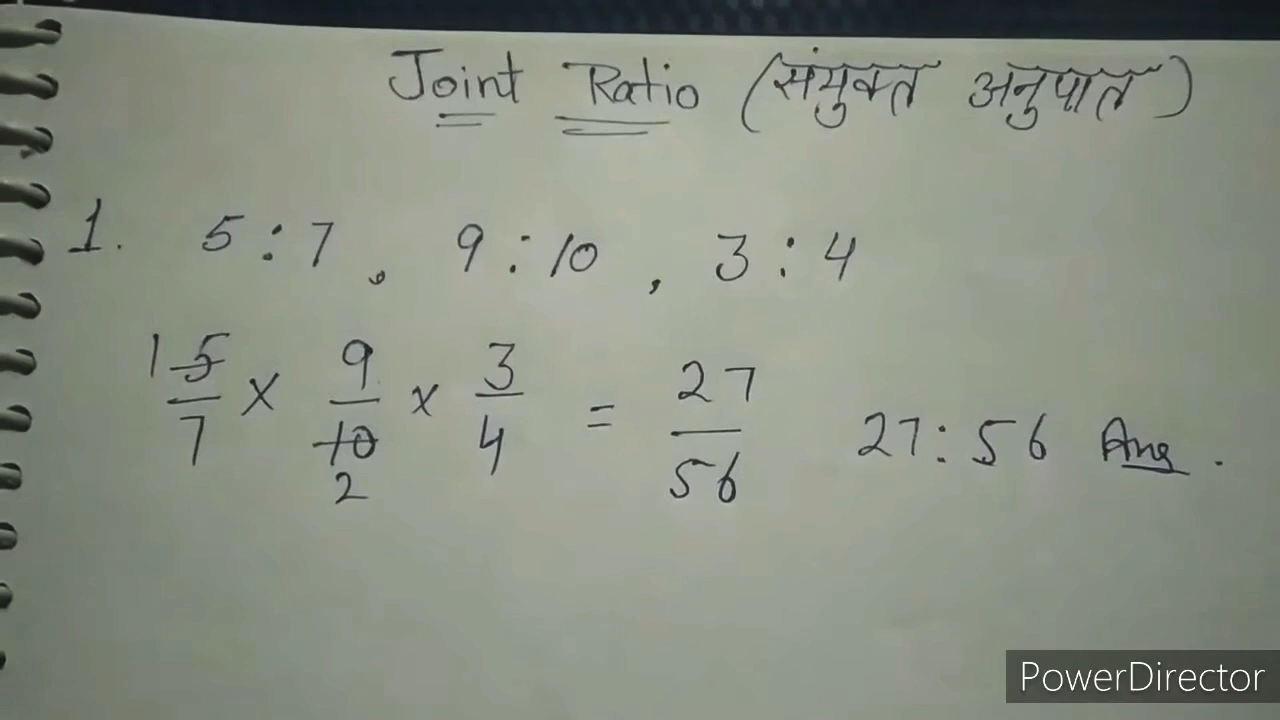 Joint Ratio (संयुक्त अनुपात)
1. 5:7, 9:10, 3:4
1 5/7 × 9/10 2 × 3/4 = 27/56 27:56 Ans.
PowerDirector